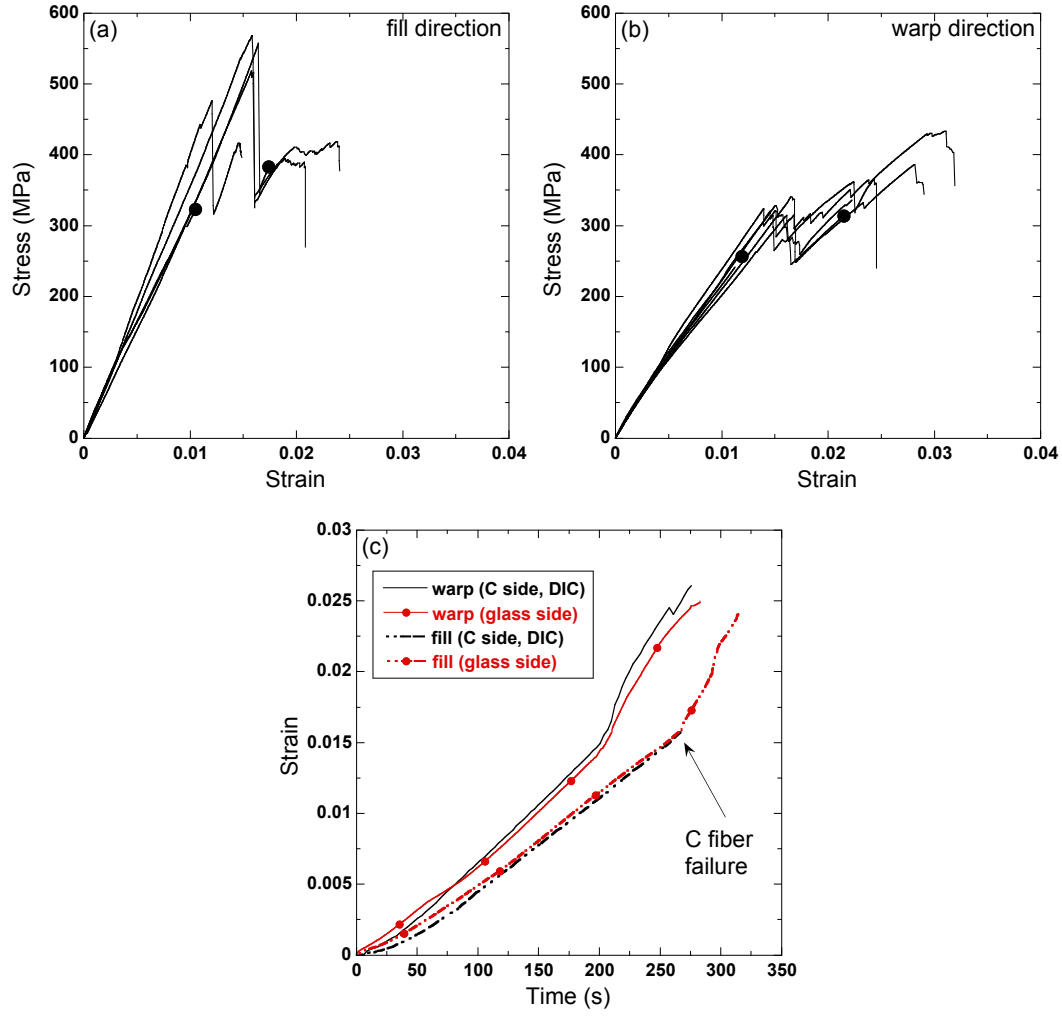 (a)
fill direction
600
500
400
300
200
100
0
Stress (MPa)
0
0.01
0.02
0.03
0.04
Strain
(b)
warp direction
600
500
400
300
200
100
0
Stress (MPa)
0
0.01
0.02
0.03
0.04
Strain
(c)
0.03
0.025
0.02
0.015
0.01
0.005
0
Strain
warp (C side, DIC)
warp (glass side)
fill (C side, DIC)
fill (glass side)
C fiber
failure
0
50
100
150
200
250
300
350
Time (s)